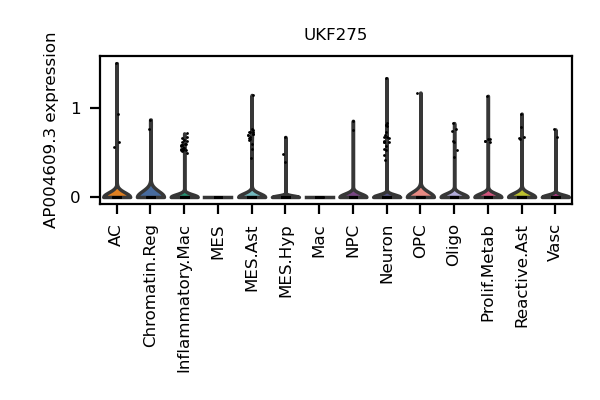 UKF275
AP004609.3 expression
1
0
AC
Chromatin.Reg
Inflammatory.Mac
MES
MES.Ast
MES.Hyp
Mac
NPC
Neuron
OPC
Oligo
Prolif.Metab
Reactive.Ast
Vasc